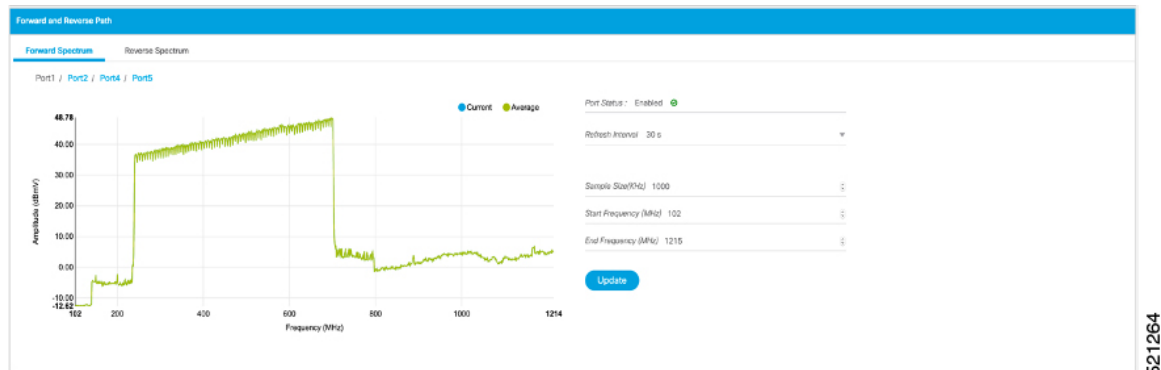 Forward and Reverse Path
Forward Spectrum Reverse Spectrum
Port1 / Port2 / Port4 / Port5
Current Average
48.78
40.00
30.00
20.00
10.00
0.00
-10.00
-12.62
Amplitude (dBmV)
102 200 400 600 800 1000 1214
Frequency (MHz)
Port Status : Enabled
Refresh Interval 30 s
Sample Size(KHz) 1000
Start Frequency (MHz) 102
End Frequency (MHz) 1215
Update
521264